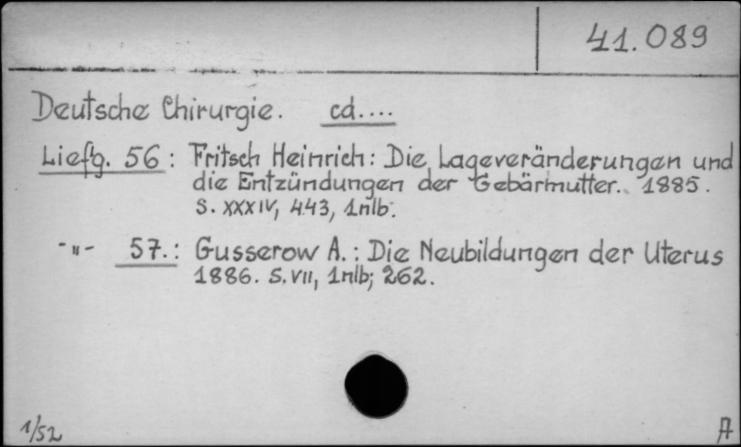 41.089
Deutsche Chirurgie. cd....
Liefg. 56: Fritsch Heinrich: Die Lageveränderungen und
die Entzündungen der Gebärmutter. 1885.
S. XXXIV, 443, 1nlb.
-"- 57.: Gusserow A.: Die Neubildungen der Uterus
1886. S. VII, 1nlb; 262.
1/52
A